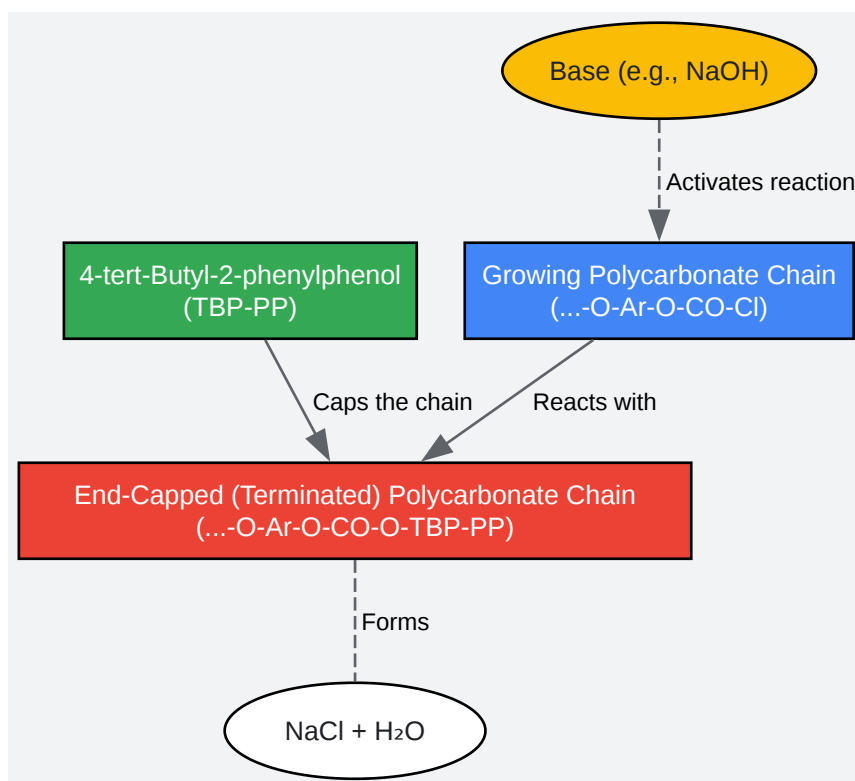 Base (e.g., NaOH)
Activates reaction
4-tert-Butyl-2-phenylphenol
(TBP-PP)
Growing Polycarbonate Chain
(...-O-Ar-O-CO-Cl)
Caps the chain
Reacts with
End-Capped (Terminated) Polycarbonate Chain
(...-O-Ar-O-CO-O-TBP-PP)
Forms
NaCl + H₂O